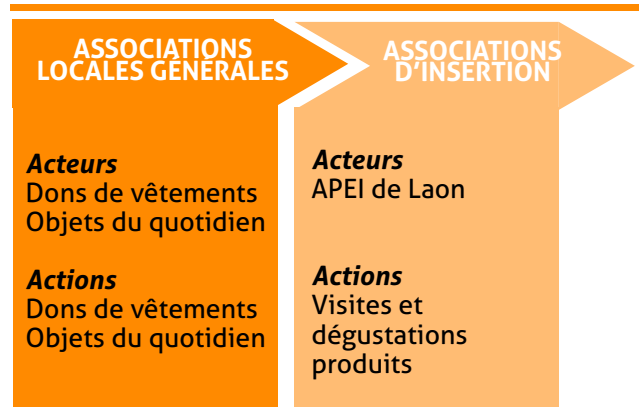 ASSOCIATIONS
LOCALES GÉNÉRALES
Acteurs
Dons de vêtements
Objets du quotidien
Actions
Dons de vêtements
Objets du quotidien
ASSOCIATIONS
D'INSERTION
Acteurs
APEI de Laon
Actions
Visites et
dégustations
produits